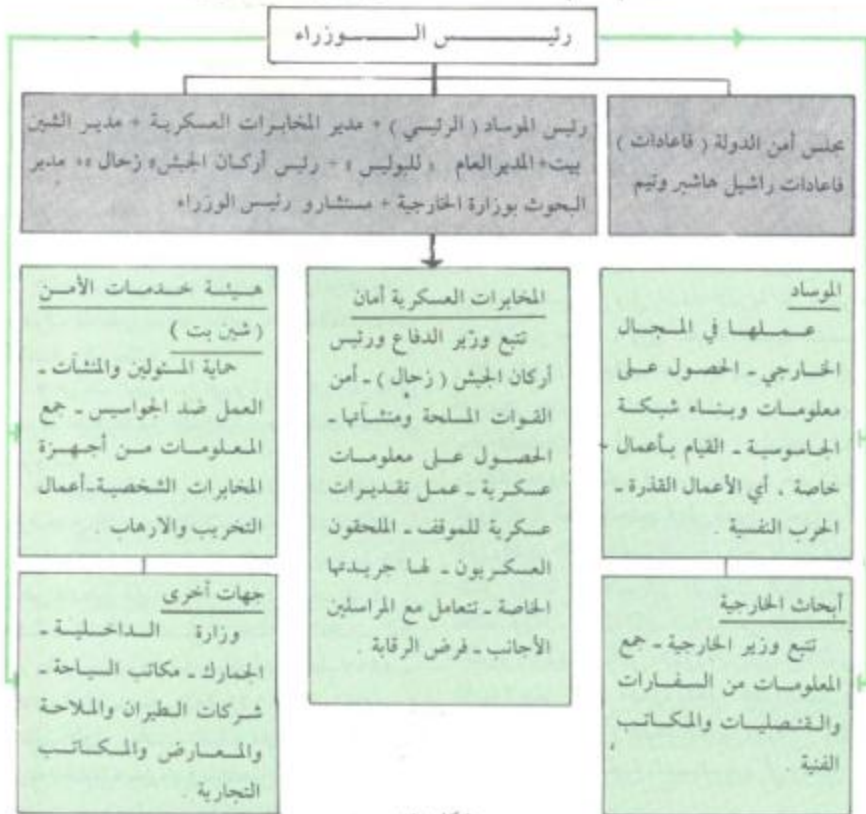 رئيس الوزراء
مجلس أمن الدولة ( فاعادات )
فاعادات راشيل هاشبر وتيم
رئيس الموساد ( الرئيسي ) + مدير المخابرات العسكرية + مدير الشين
بيت + المدير العام « للبوليس » + رئيس أركان الجيش « زحال » + مدير
البحوث بوزارة الخارجية + مستشارو رئيس الوزراء
الموساد
عملها في المجال
الخارجي ـ الحصول على
معلومات وبناء شبكة
الجاسوسية ـ القيام بأعمال
خاصة . أي الأعمال القذرة ـ
الحرب النفسية .
المخابرات العسكرية أمان
تتبع وزير الدفاع ورئيس
أركان الجيش ( زحال ) ـ أمن
القوات المسلحة ومنشآتها ـ
الحصول على معلومات
عسكرية ـ عمل تقديرات
عسكرية للموقف ـ الملحقون
العسكريون ـ لها جريدتها
الخاصة ـ تتعامل مع المراسلين
الأجانب ـ فرض الرقابة .
هيئة خدمات الأمن
( شين بت )
حماية المسئولين والمنشآت ـ
العمل ضد الجواسيس ـ جمع
المعلومات من أجهزة
المخابرات الشخصية ـ أعمال
التخريب والارهاب .
أبحاث الخارجية
تتبع وزير الخارجية ـ جمع
المعلومات من السفارات
والقنصليات والمكاتب
الفنية .
جهات أخرى
وزارة الداخلية ـ
الجمارك ـ مكاتب السياحة ـ
شركات الطيران والملاحة
والمعارض والمكاتب
التجارية .